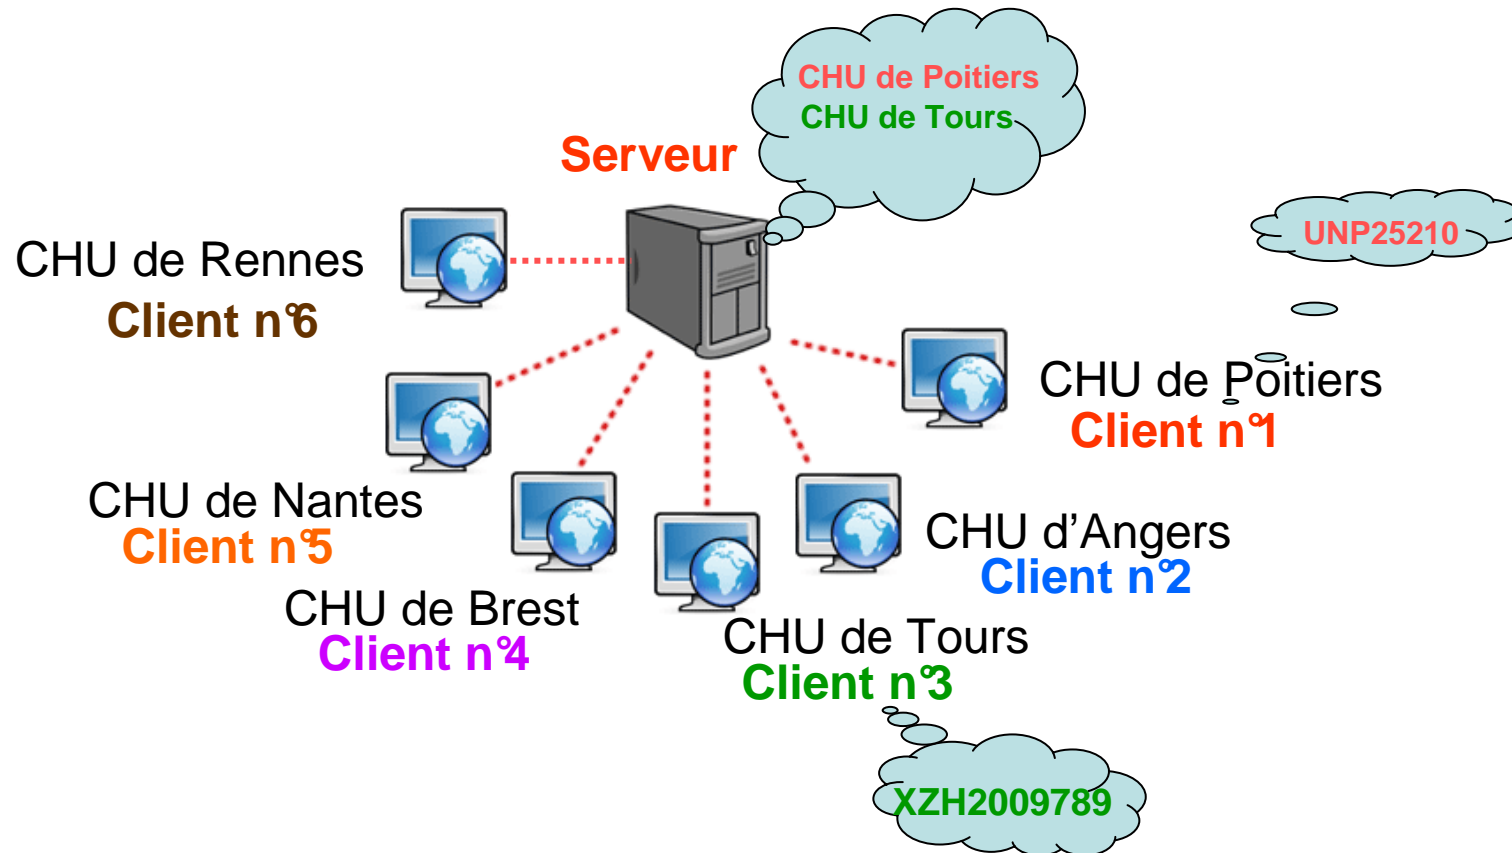 CHU de Poitiers
CHU de Tours
Serveur
UNP25210
CHU de Rennes
Client n°6
CHU de Poitiers
Client n°1
CHU de Nantes
Client n°5
CHU d’Angers
Client n°2
CHU de Brest
Client n°4
CHU de Tours
Client n°3
XZH2009789